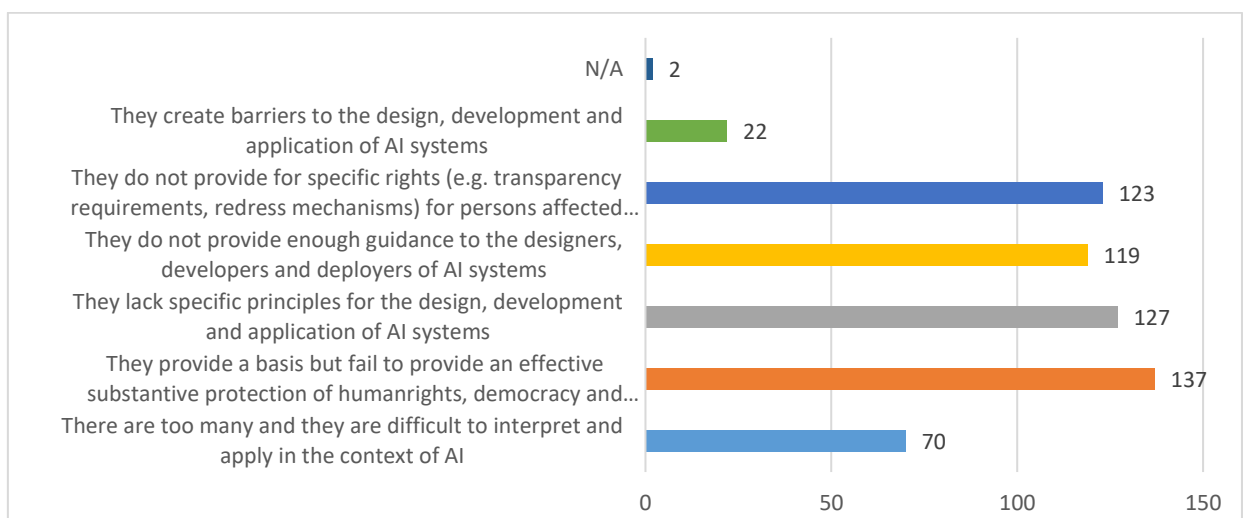 N/A
2
They create barriers to the design, development and
application of AI systems
22
They do not provide for specific rights (e.g. transparency
requirements, redress mechanisms) for persons affected...
123
They do not provide enough guidance to the designers,
developers and deployers of AI systems
119
They lack specific principles for the design, development
and application of AI systems
127
They provide a basis but fail to provide an effective
substantive protection of humanrights, democracy and...
137
There are too many and they are difficult to interpret and
apply in the context of AI
70
0 50 100 150